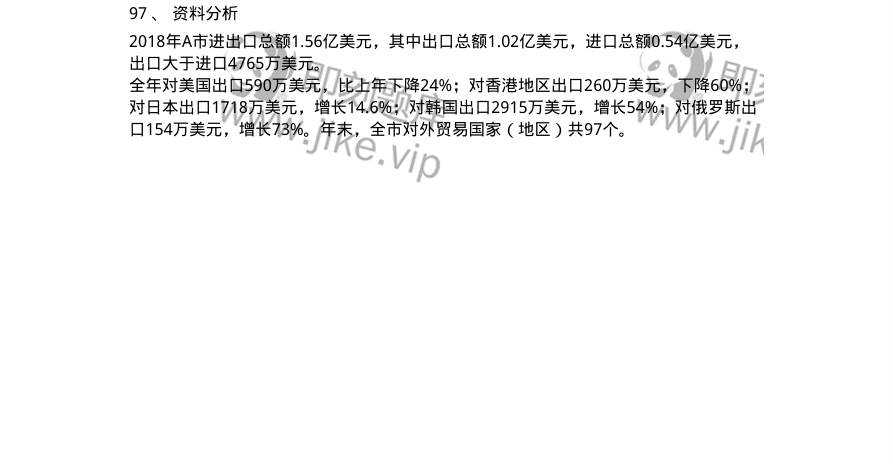 97 、 资料分析
2018年A市进出口总额1.56亿美元，其中出口总额1.02亿美元，进口总额0.54亿美元，
出口大于进口4765万美元。
全年对美国出口590万美元，比上年下降24%；对香港地区出口260万美元，下降60%；
对日本出口1718万美元，增长14.6%；对韩国出口2915万美元，增长54%；对俄罗斯出
口154万美元，增长73%。年末，全市对外贸易国家（地区）共97个。
即刻题库
www.jike.vip
即刻
www.jik